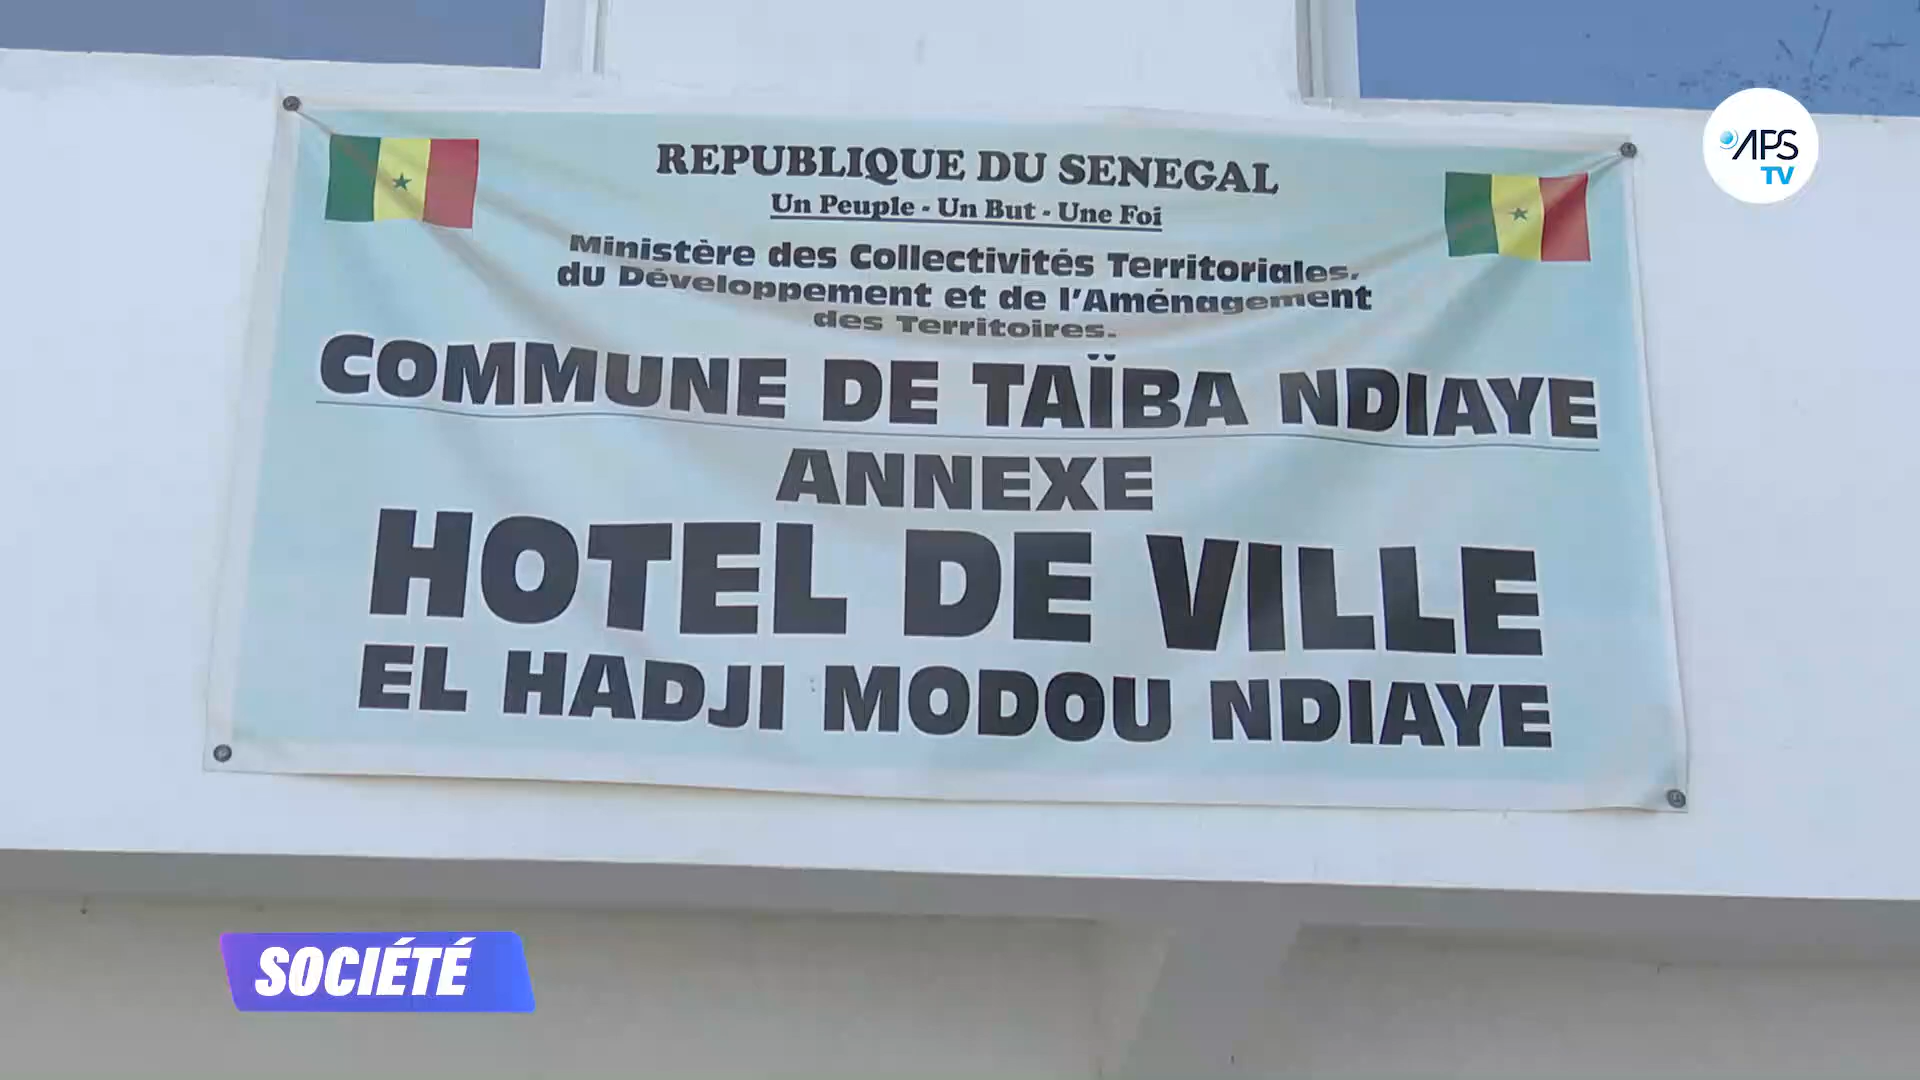 REPUBLIQUE DU SENEGAL
Un Peuple - Un But - Une Foi
Ministère des Collectivités Territoriales,
du Développement et de l'Aménagement
des Territoires.
COMMUNE DE TAÏBA NDIAYE
ANNEXE
HOTEL DE VILLE
EL HADJI MODOU NDIAYE
APS
TV
SOCIÉTÉ